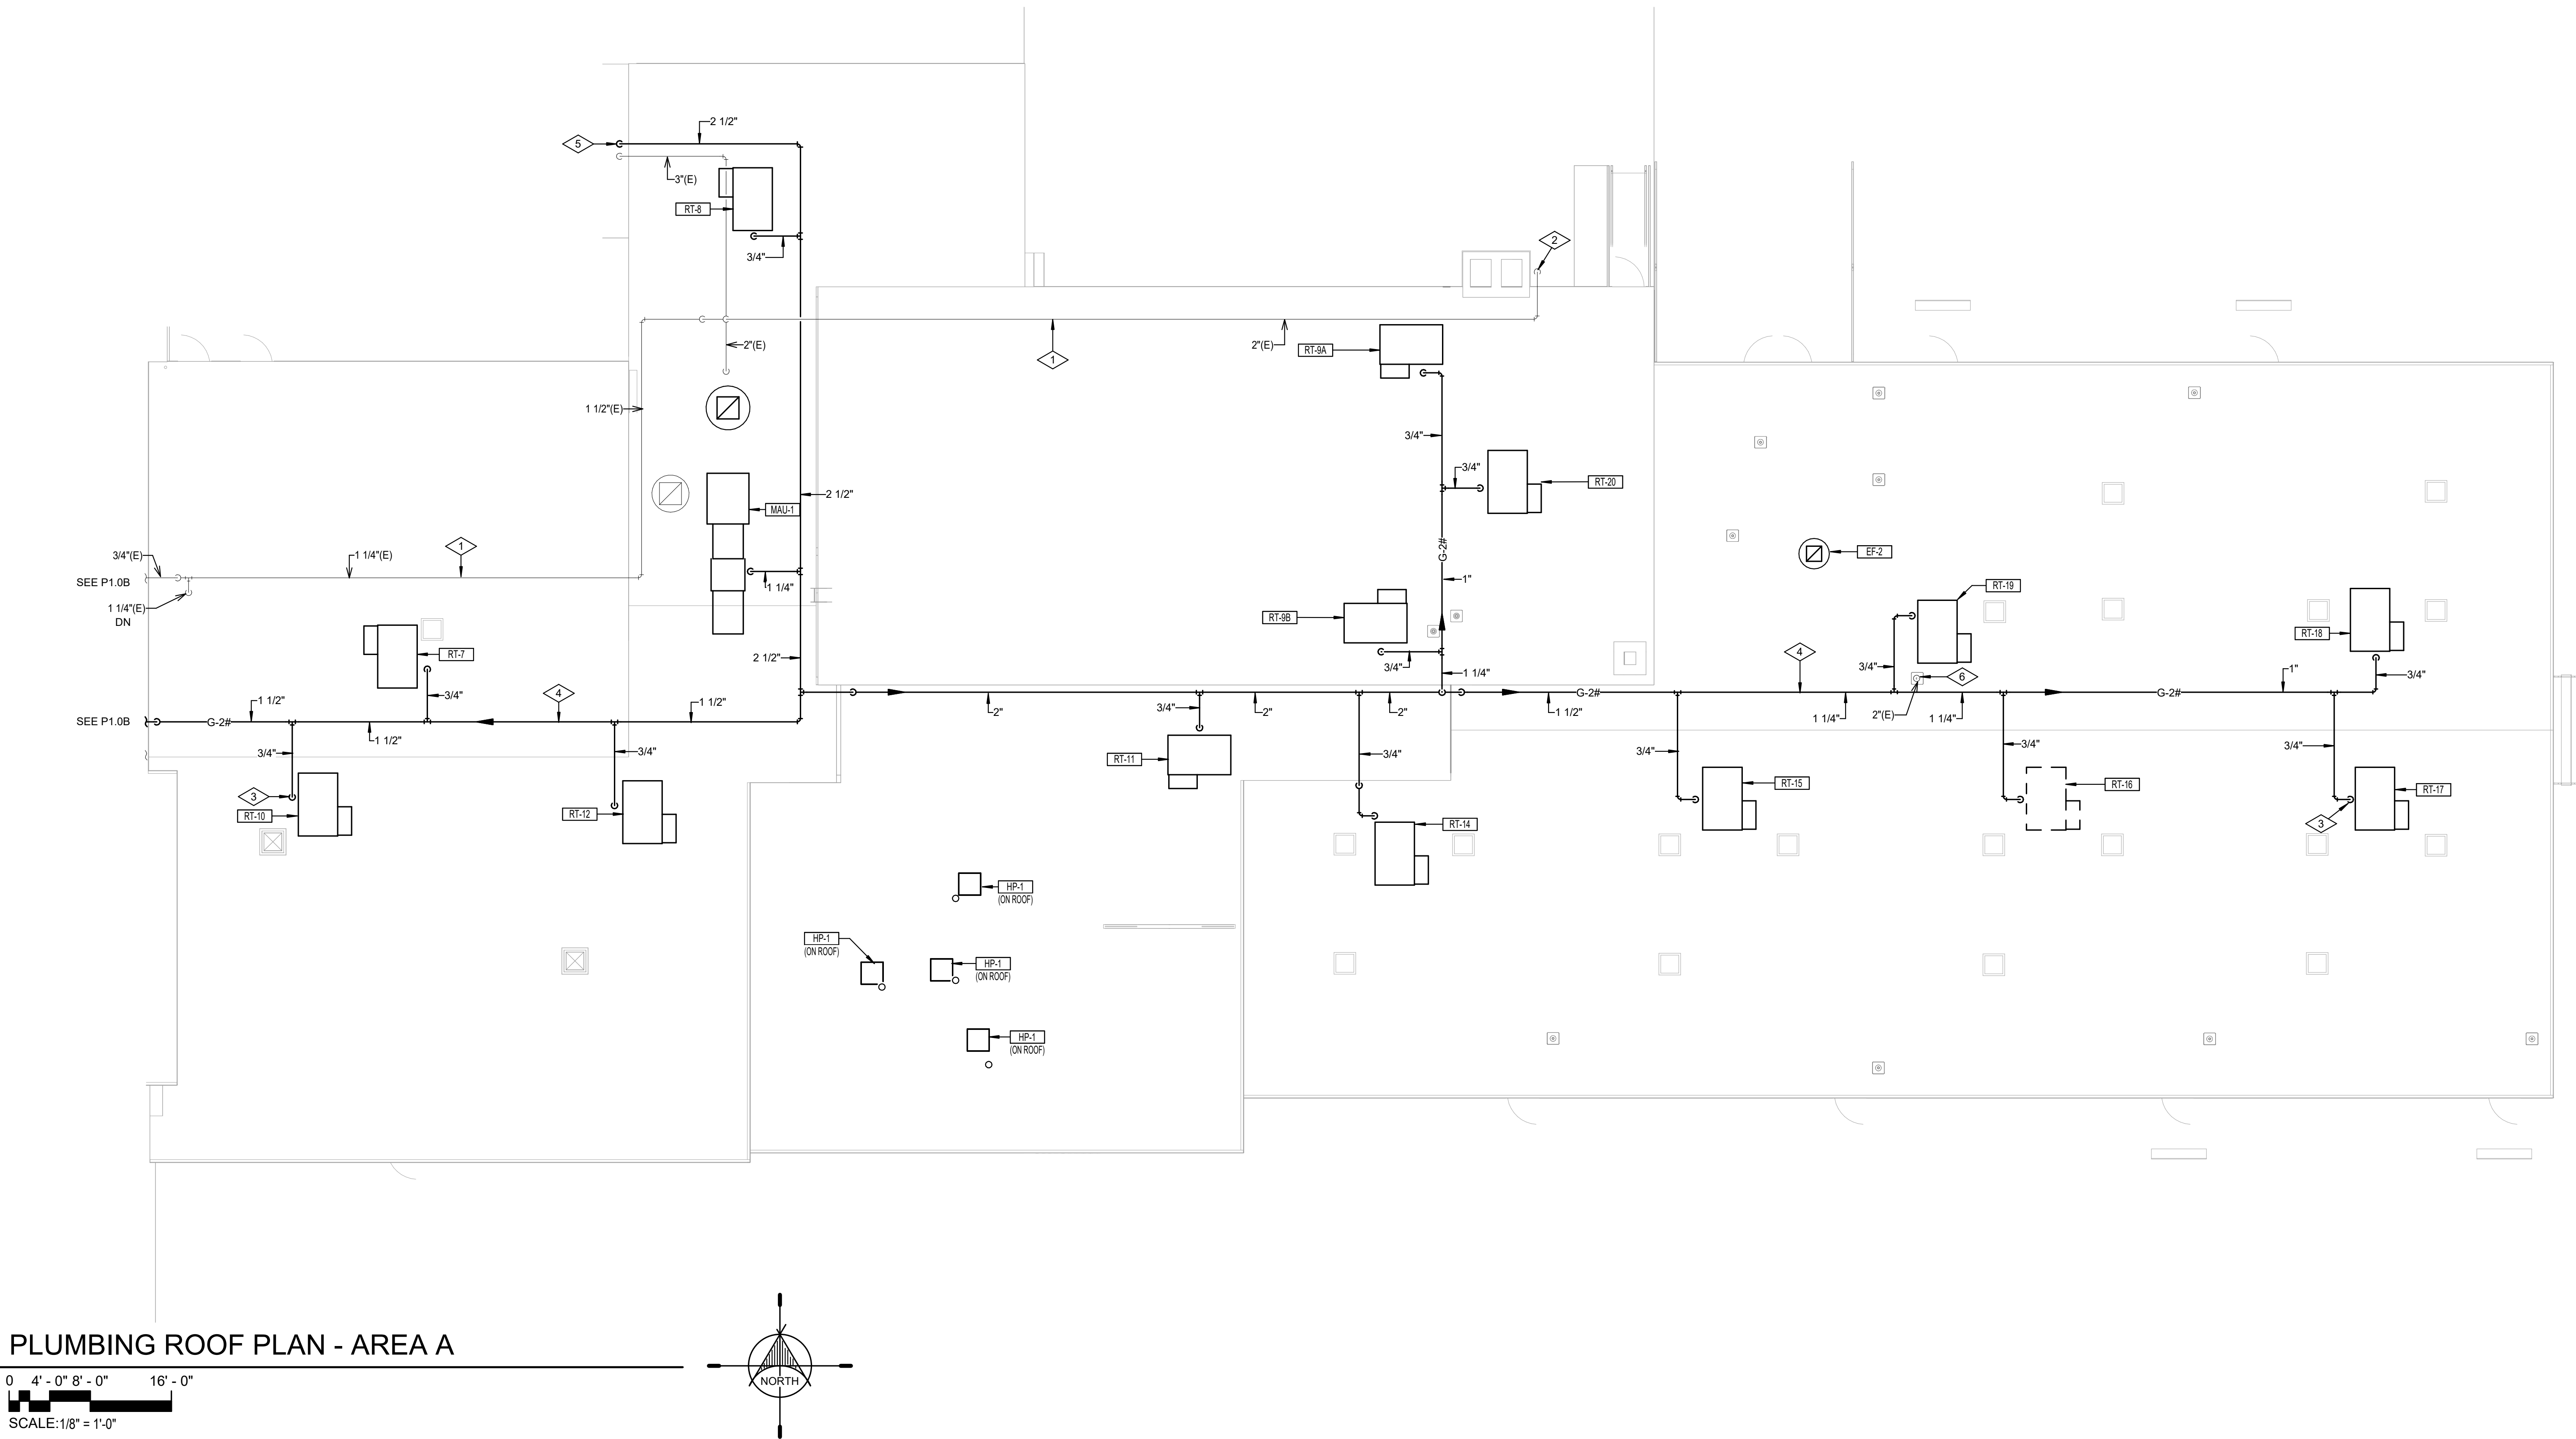 2 1/2"
5
3"(E)
RT-8
3/4"
2
2"(E)
1
2"(E)
RT-9A
1 1/2"(E)
3/4"
3/4"
RT-20
2 1/2"
MAU-1
G-2#
3/4"(E)
1 1/4"(E)
1
SEE P1.0B
1 1/4"(E)
DN
1 1/4"
1"
EF-2
RT-19
RT-9B
RT-18
RT-7
2 1/2"
3/4"
1 1/4"
4
3/4"
6
1"
3/4"
3/4"
4
1 1/2"
1 1/2"
SEE P1.0B
G-2#
1 1/2"
2"
3/4"
2"
2"
1 1/2"
G-2#
1 1/4"
2"(E)
1 1/4"
G-2#
3/4"
3/4"
3/4"
3/4"
3/4"
3/4"
RT-11
RT-15
RT-16
RT-17
3
RT-10
RT-12
RT-14
3
HP-1
(ON ROOF)
HP-1
(ON ROOF)
HP-1
(ON ROOF)
HP-1
(ON ROOF)
PLUMBING ROOF PLAN - AREA A
0 4' - 0" 8' - 0" 16' - 0"
SCALE:1/8" = 1'-0"
NORTH